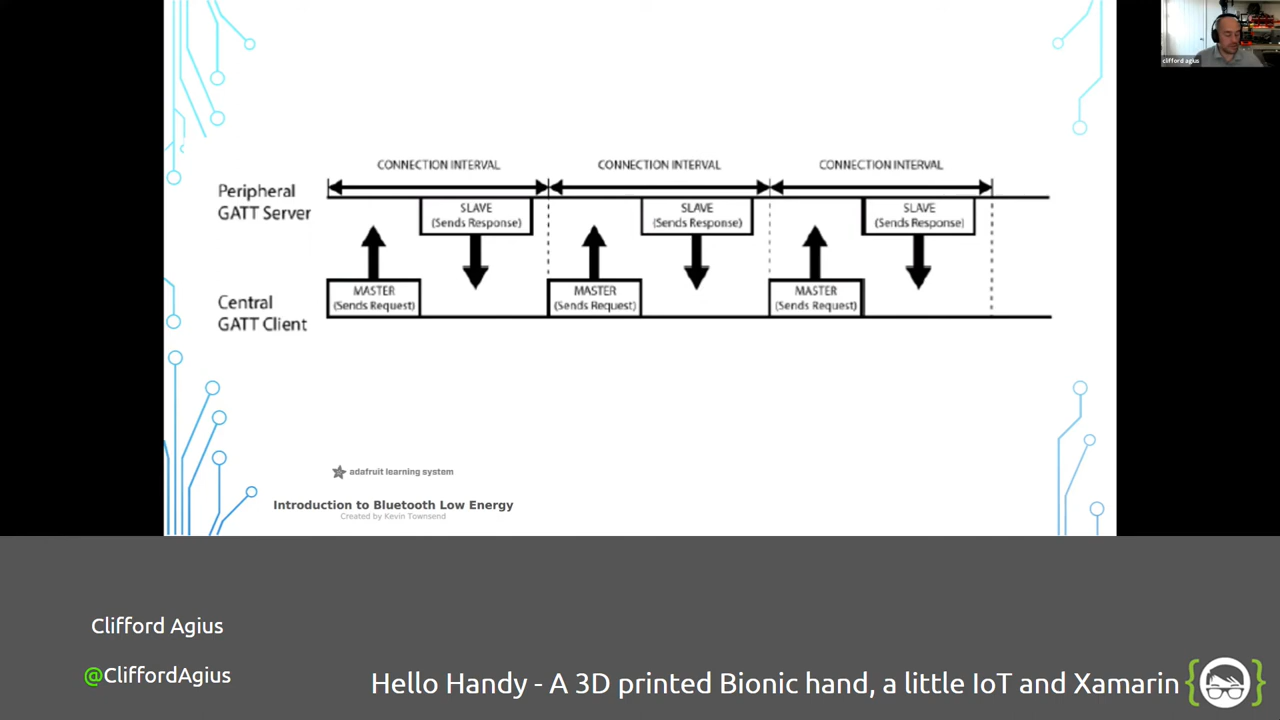 clifford agius
CONNECTION INTERVAL
CONNECTION INTERVAL
CONNECTION INTERVAL
Peripheral
GATT Server
SLAVE
(Sends Response)
SLAVE
(Sends Response)
SLAVE
(Sends Response)
Central
GATT Client
MASTER
(Sends Request)
MASTER
(Sends Request)
MASTER
(Sends Request)
adafruit learning system
Introduction to Bluetooth Low Energy
Created by Kevin Townsend
Clifford Agius
@CliffordAgius
Hello Handy - A 3D printed Bionic hand, a little IoT and Xamarin